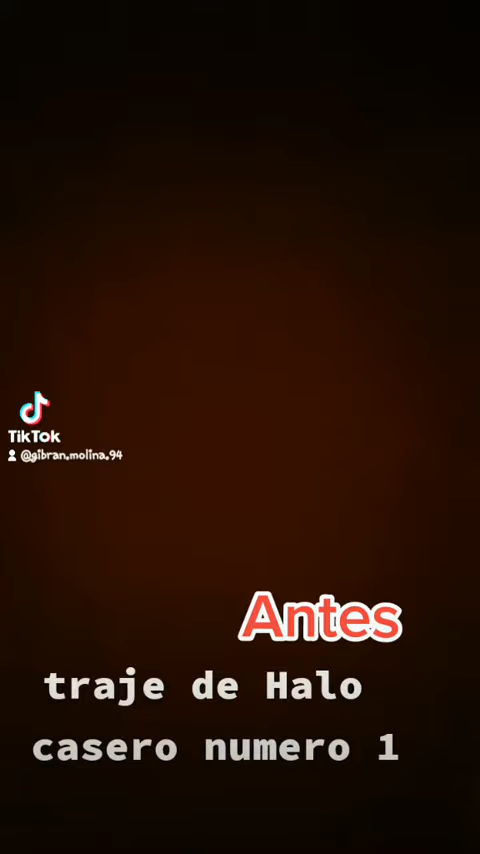 TikTok
@gibran.molina.94
Antes
traje de Halo
casero numero 1